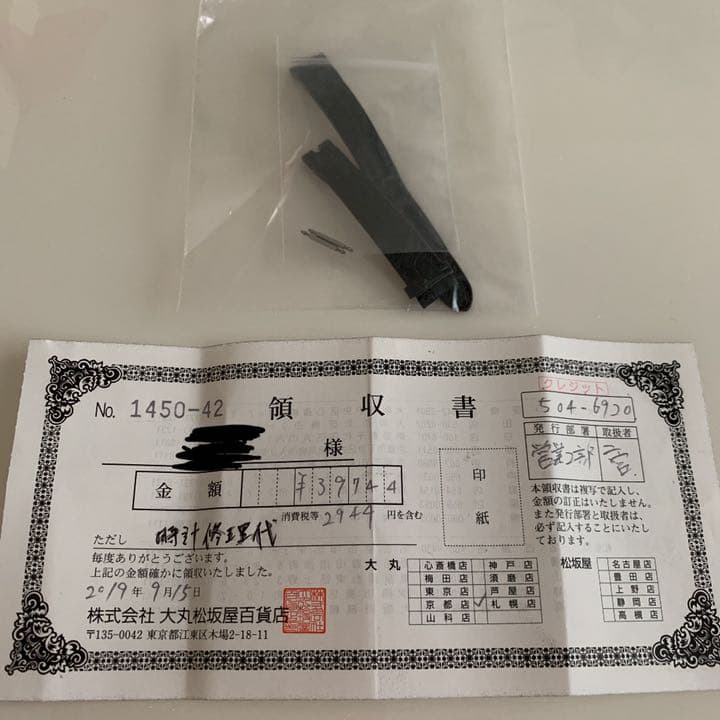 クレジット
No. 1450-42 領収書
504-6920
発行部署 取扱者
営業部
様
金額 ¥39744
消費税等 2944 円を含む
印紙
ただし 時計修理代
毎度ありがとうございます。
上記の金額確かに領収いたしました。
2019年9月15日
株式会社 大丸松坂屋百貨店
〒135-0042 東京都江東区木場2-18-11
本領収書は複写で記入し、
金額の訂正はいたしません。
また発行部署と取扱者は、
必ず記入することにいた
しております。
大丸 心斎橋店 神戸店
梅田店 須磨店
東京店 芦屋店
京都店 ✓ 札幌店
山科店
松坂屋 名古屋店
豊田店
上野店
静岡店
高槻店